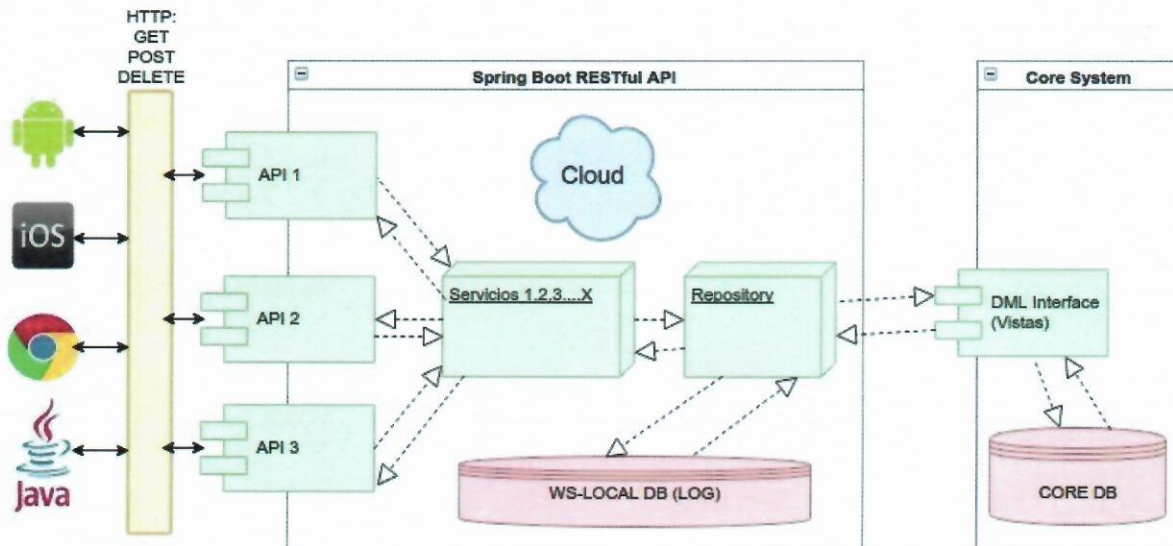 HTTP:
GET
POST
DELETE
Spring Boot RESTful API
Core System
API 1
Cloud
iOS
Servicios 1,2,3....X
Repository
DML Interface
(Vistas)
API 2
API 3
Java
WS-LOCAL DB (LOG)
CORE DB